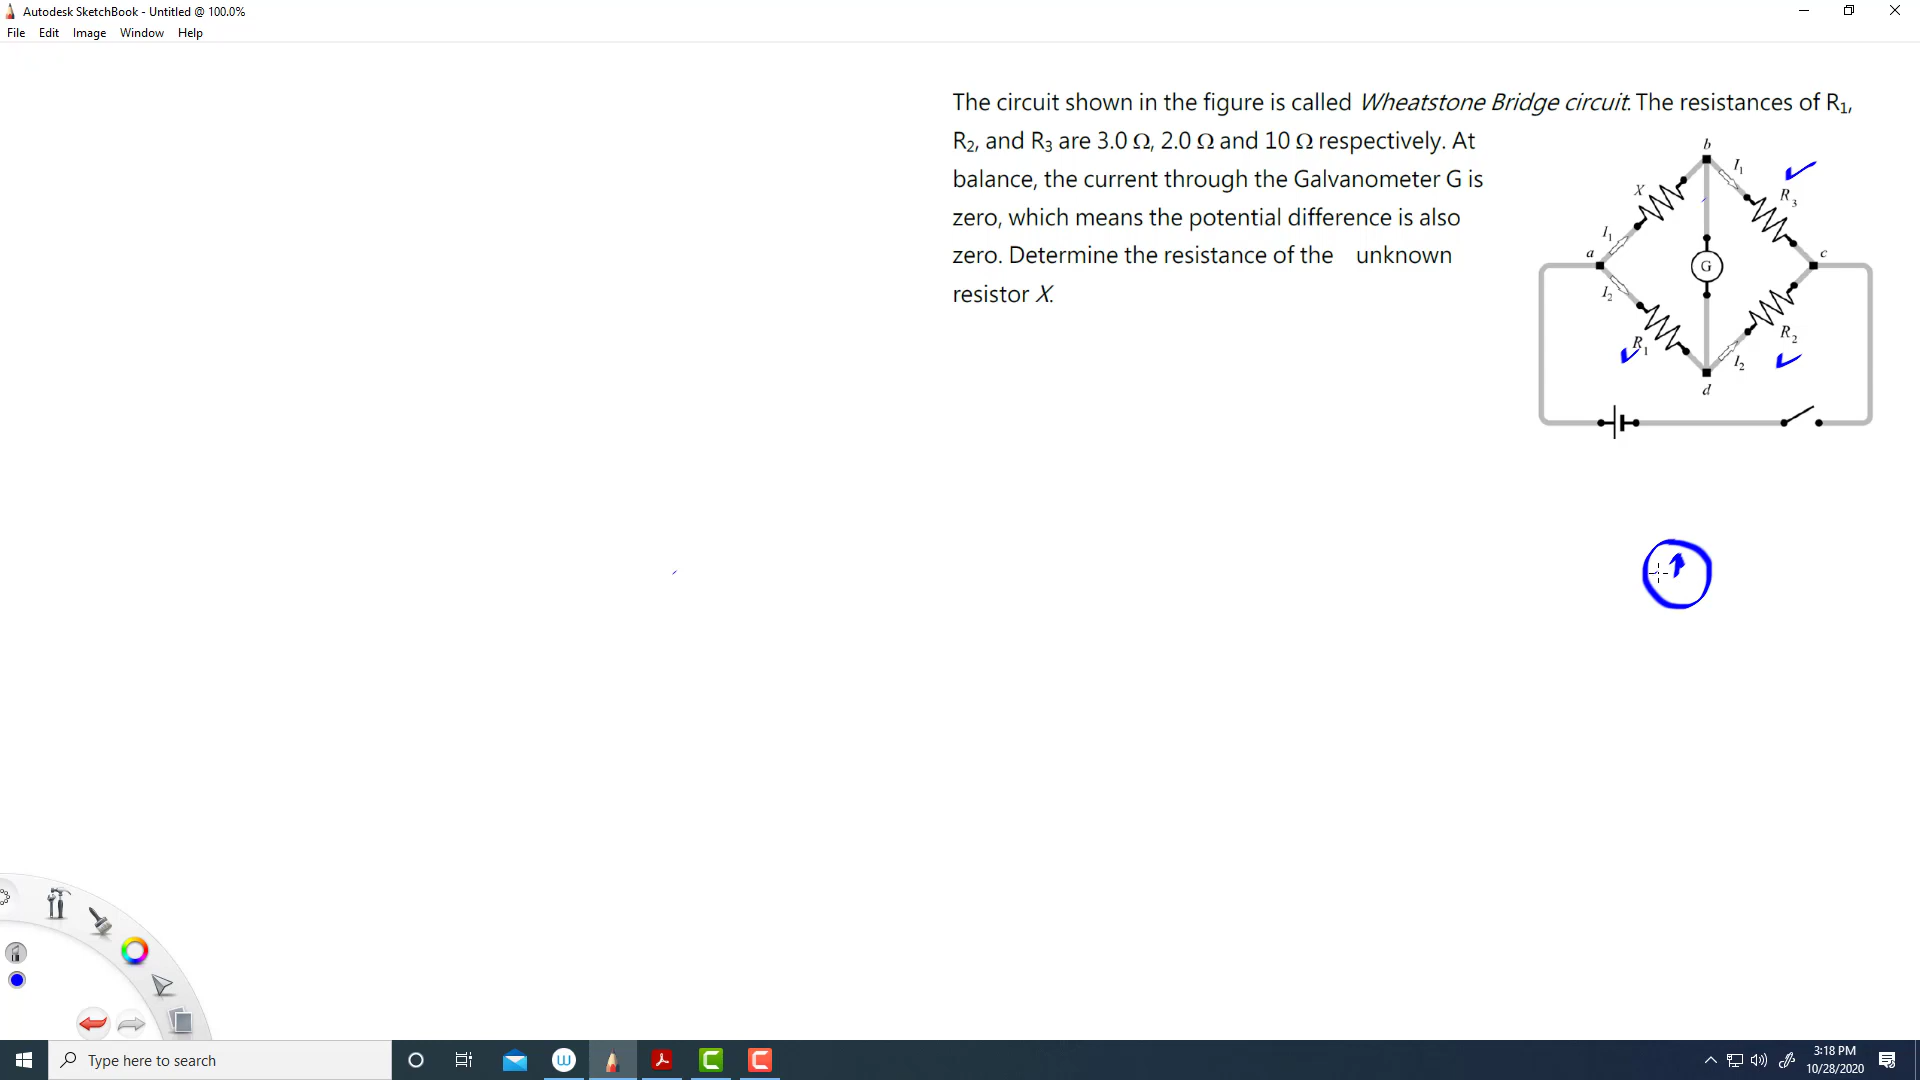 Autodesk SketchBook - Untitled @ 100.0%
File Edit Image Window Help
The circuit shown in the figure is called Wheatstone Bridge circuit. The resistances of R₁,
R₂, and R₃ are 3.0 Ω, 2.0 Ω and 10 Ω respectively. At
balance, the current through the Galvanometer G is
zero, which means the potential difference is also
zero. Determine the resistance of the unknown
resistor X.
b
I₁
X
R₃
I₁
a
c
G
I₂
R₁
R₂
I₂
d
Type here to search
3:18 PM
10/28/2020